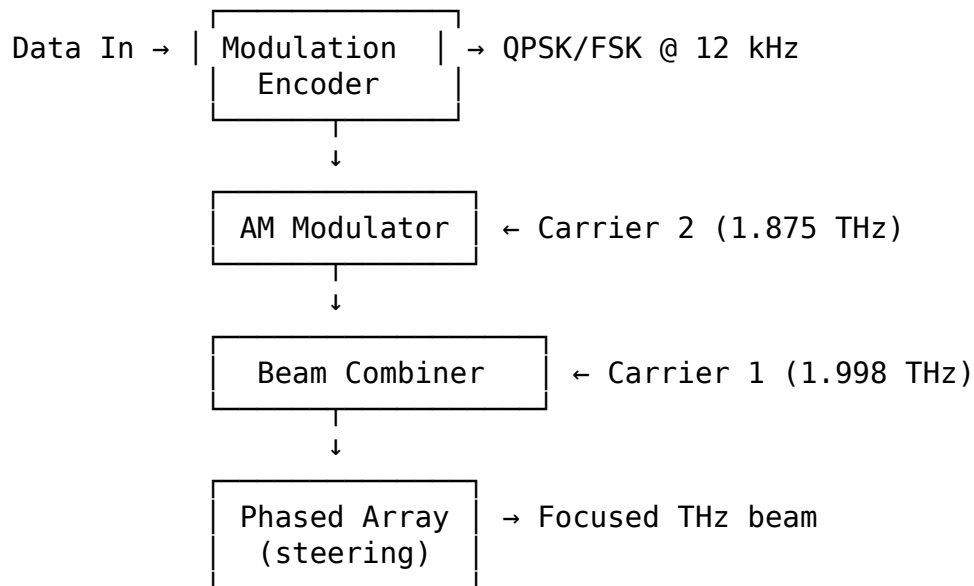 Data In → │ Modulation │ → QPSK/FSK @ 12 kHz
Encoder
↓
AM Modulator ← Carrier 2 (1.875 THz)
↓
Beam Combiner ← Carrier 1 (1.998 THz)
↓
Phased Array → Focused THz beam
(steering)